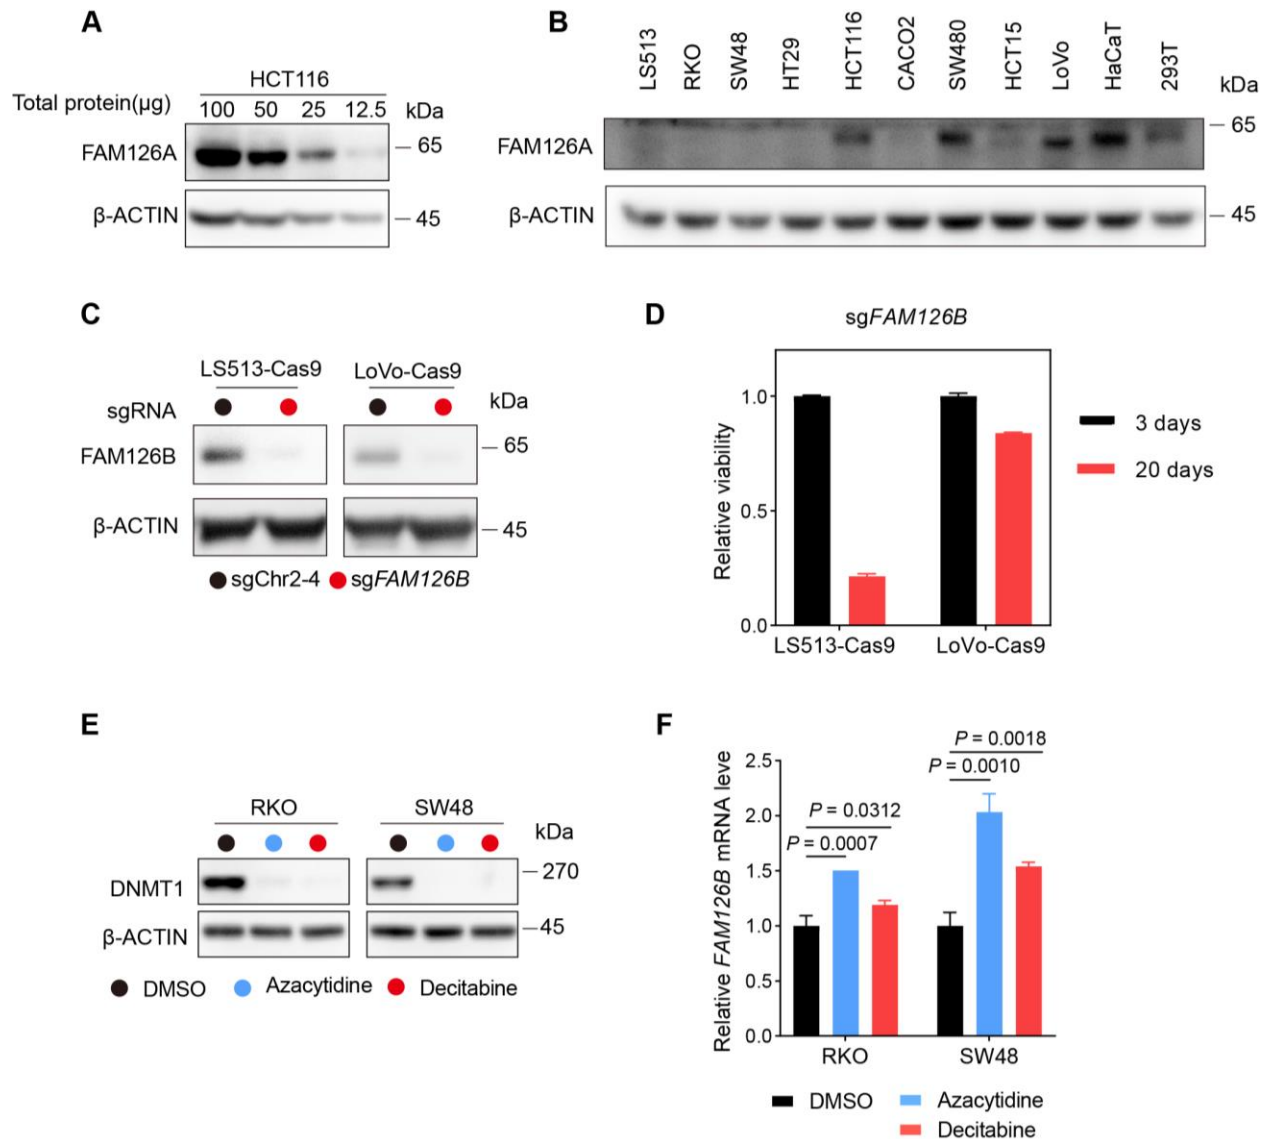 A
HCT116
Total protein(μg) 100 50 25 12.5 kDa
FAM126A 65
β-ACTIN 45
B
LS513 RKO SW48 HT29 HCT116 CACO2 SW480 HCT15 LoVo HaCaT 293T
kDa
FAM126A 65
β-ACTIN 45
C
LS513-Cas9 LoVo-Cas9
sgRNA kDa
FAM126B 65
β-ACTIN 45
sgChr2-4 sgFAM126B
D
sgFAM126B
Relative viability
1.0
0.5
0.0
LS513-Cas9 LoVo-Cas9
3 days
20 days
E
RKO SW48
kDa
DNMT1 270
β-ACTIN 45
DMSO Azacytidine Decitabine
F
Relative FAM126B mRNA leve
2.5
2.0
1.5
1.0
0.5
0.0
P = 0.0312
P = 0.0007
P = 0.0018
P = 0.0010
RKO SW48
DMSO Azacytidine
Decitabine